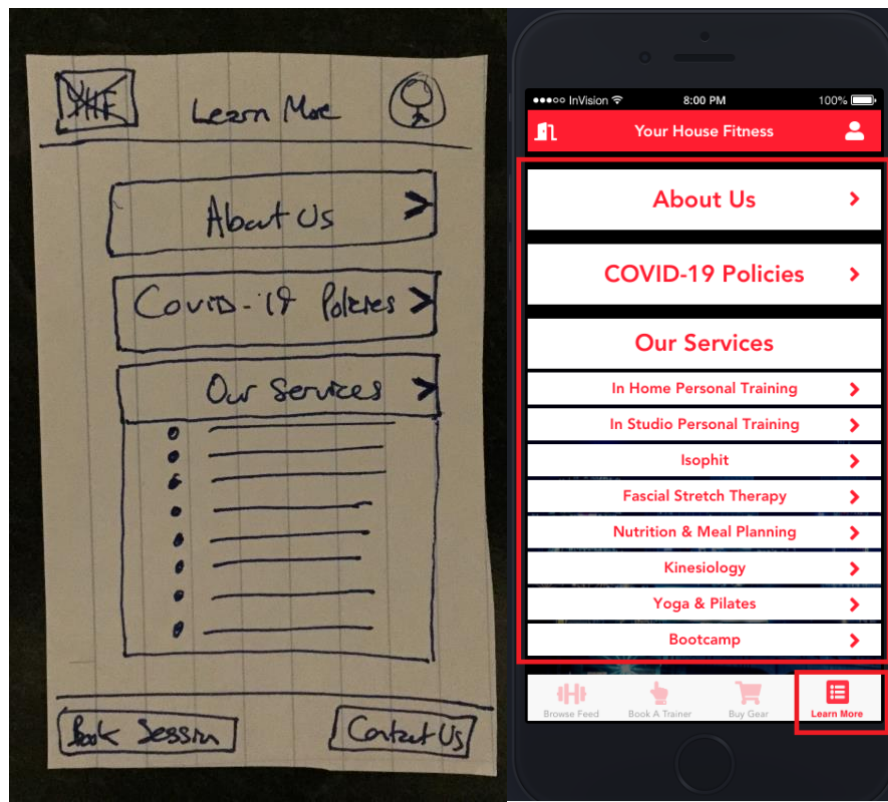 YHF
Learn More
About Us >
Covid-19 Policies >
Our Services >
Book Session
Contact Us
InVision
8:00 PM
100%
Your House Fitness
About Us >
COVID-19 Policies >
Our Services
In Home Personal Training >
In Studio Personal Training >
Isophit >
Fascial Stretch Therapy >
Nutrition & Meal Planning >
Kinesiology >
Yoga & Pilates >
Bootcamp >
Browse Feed
Book A Trainer
Buy Gear
Learn More